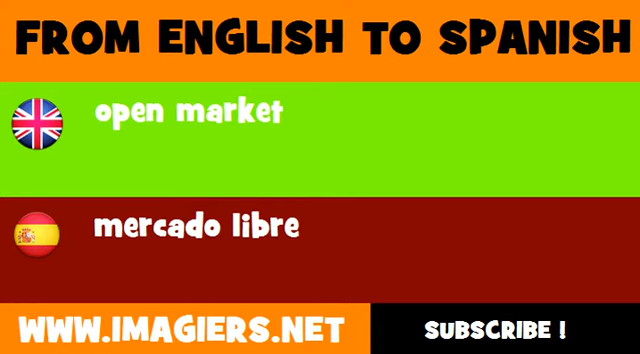 FROM ENGLISH TO SPANISH
open market
mercado libre
WWW.IMAGIERS.NET
SUBSCRIBE !